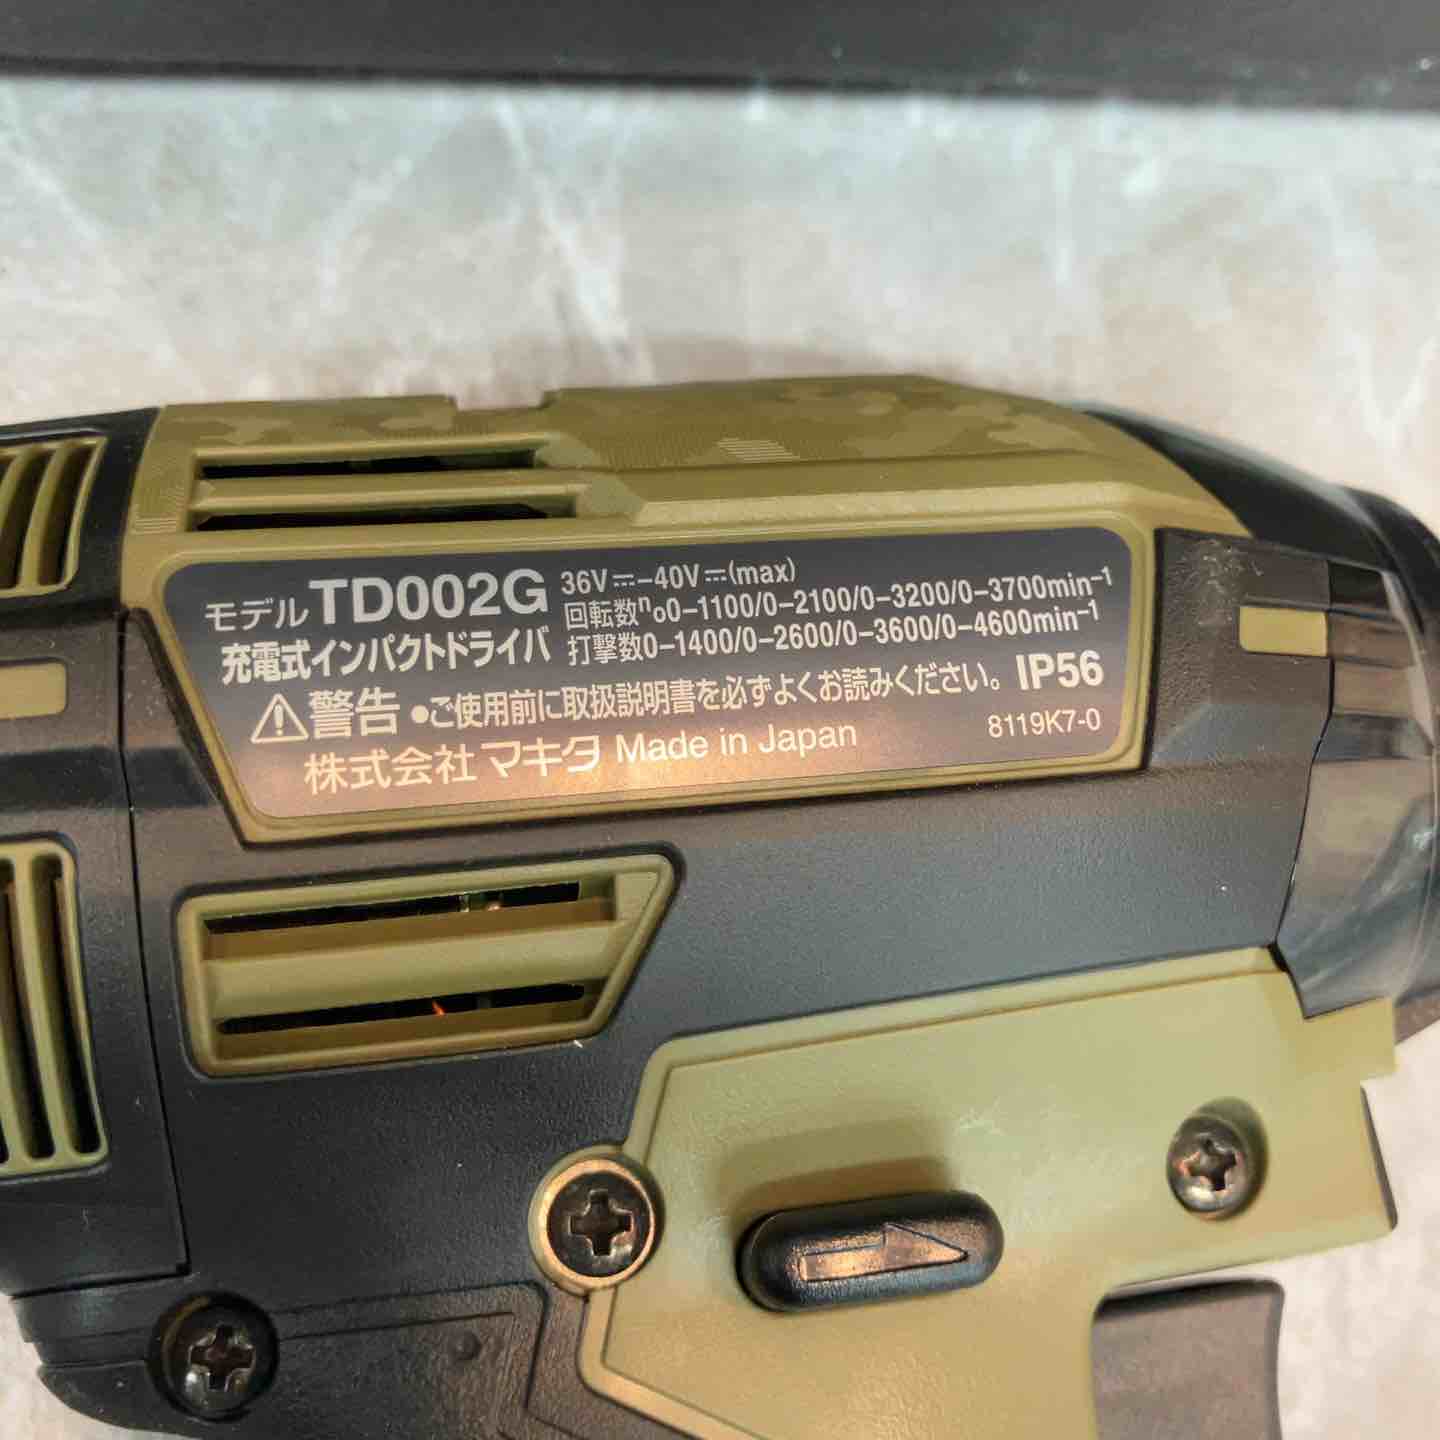 モデル TD002G 36V⎓–40V⎓(max)
回転数n₀0–1100/0–2100/0–3200/0–3700min⁻¹
充電式インパクトドライバ 打撃数0–1400/0–2600/0–3600/0–4600min⁻¹
⚠警告 ●ご使用前に取扱説明書を必ずよくお読みください。 IP56
株式会社 マキタ Made in Japan 8119K7-0